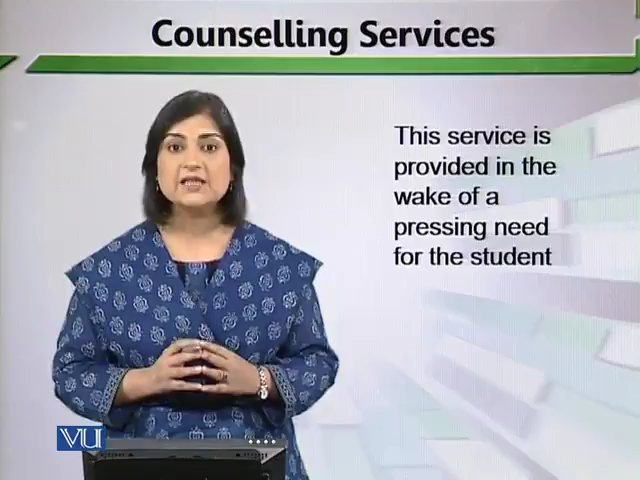 Counselling Services
This service is
provided in the
wake of a
pressing need
for the student
VU